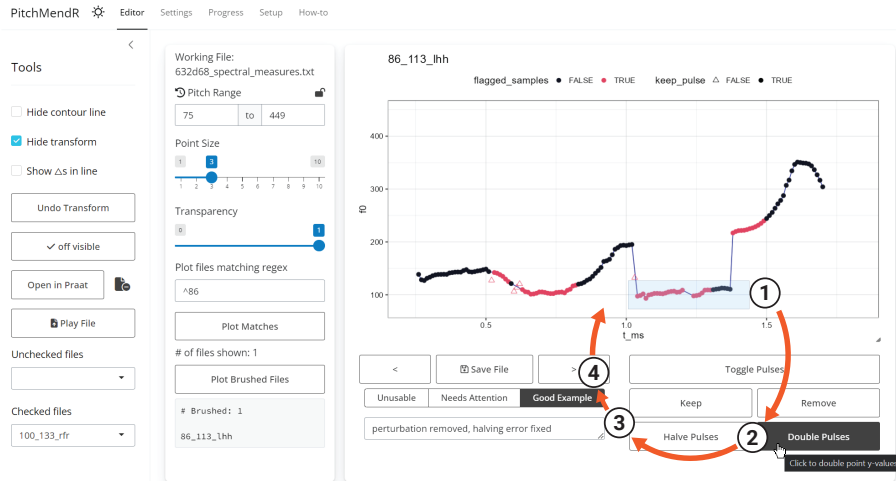 PitchMendR Editor Settings Progress Setup How-to
Tools
Hide contour line
Hide transform
Show △s in line
Undo Transform
✓ off visible
Open in Praat
Play File
Unchecked files
Checked files
100_133_rfr
Working File:
632d68_spectral_measures.txt
Pitch Range
75 to 449
Point Size
1 3 10
1 2 3 4 5 6 7 8 9 10
Transparency
0 1
Plot files matching regex
^86
Plot Matches
# of files shown: 1
Plot Brushed Files
# Brushed: 1
86_113_lhh
86_113_lhh
flagged_samples FALSE TRUE keep_pulse FALSE TRUE
400
300
200
100
f0
0.5 1.0 1.5
t_ms
1
< Save File > 4 Toggle Pulses
Unusable Needs Attention Good Example Keep Remove
3
perturbation removed, halving error fixed
Halve Pulses 2 Double Pulses
Click to double point y-values